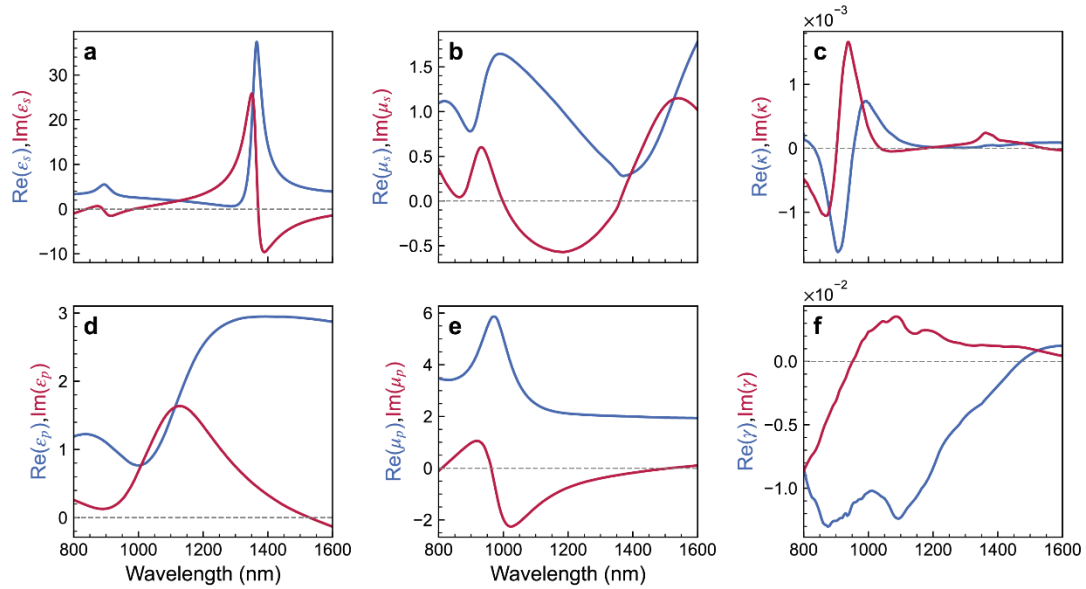 ×10⁻³
a
b
c
Re(εₛ),Im(εₛ)
30
20
10
0
−10
Re(μₛ),Im(μₛ)
1.5
1.0
0.5
0.0
−0.5
Re(κ),Im(κ)
1
0
−1
×10⁻²
d
e
f
Re(εₚ),Im(εₚ)
3
2
1
0
Re(μₚ),Im(μₚ)
6
4
2
0
−2
Re(γ),Im(γ)
0.0
−0.5
−1.0
800 1000 1200 1400 1600
800 1000 1200 1400 1600
800 1000 1200 1400 1600
Wavelength (nm)
Wavelength (nm)